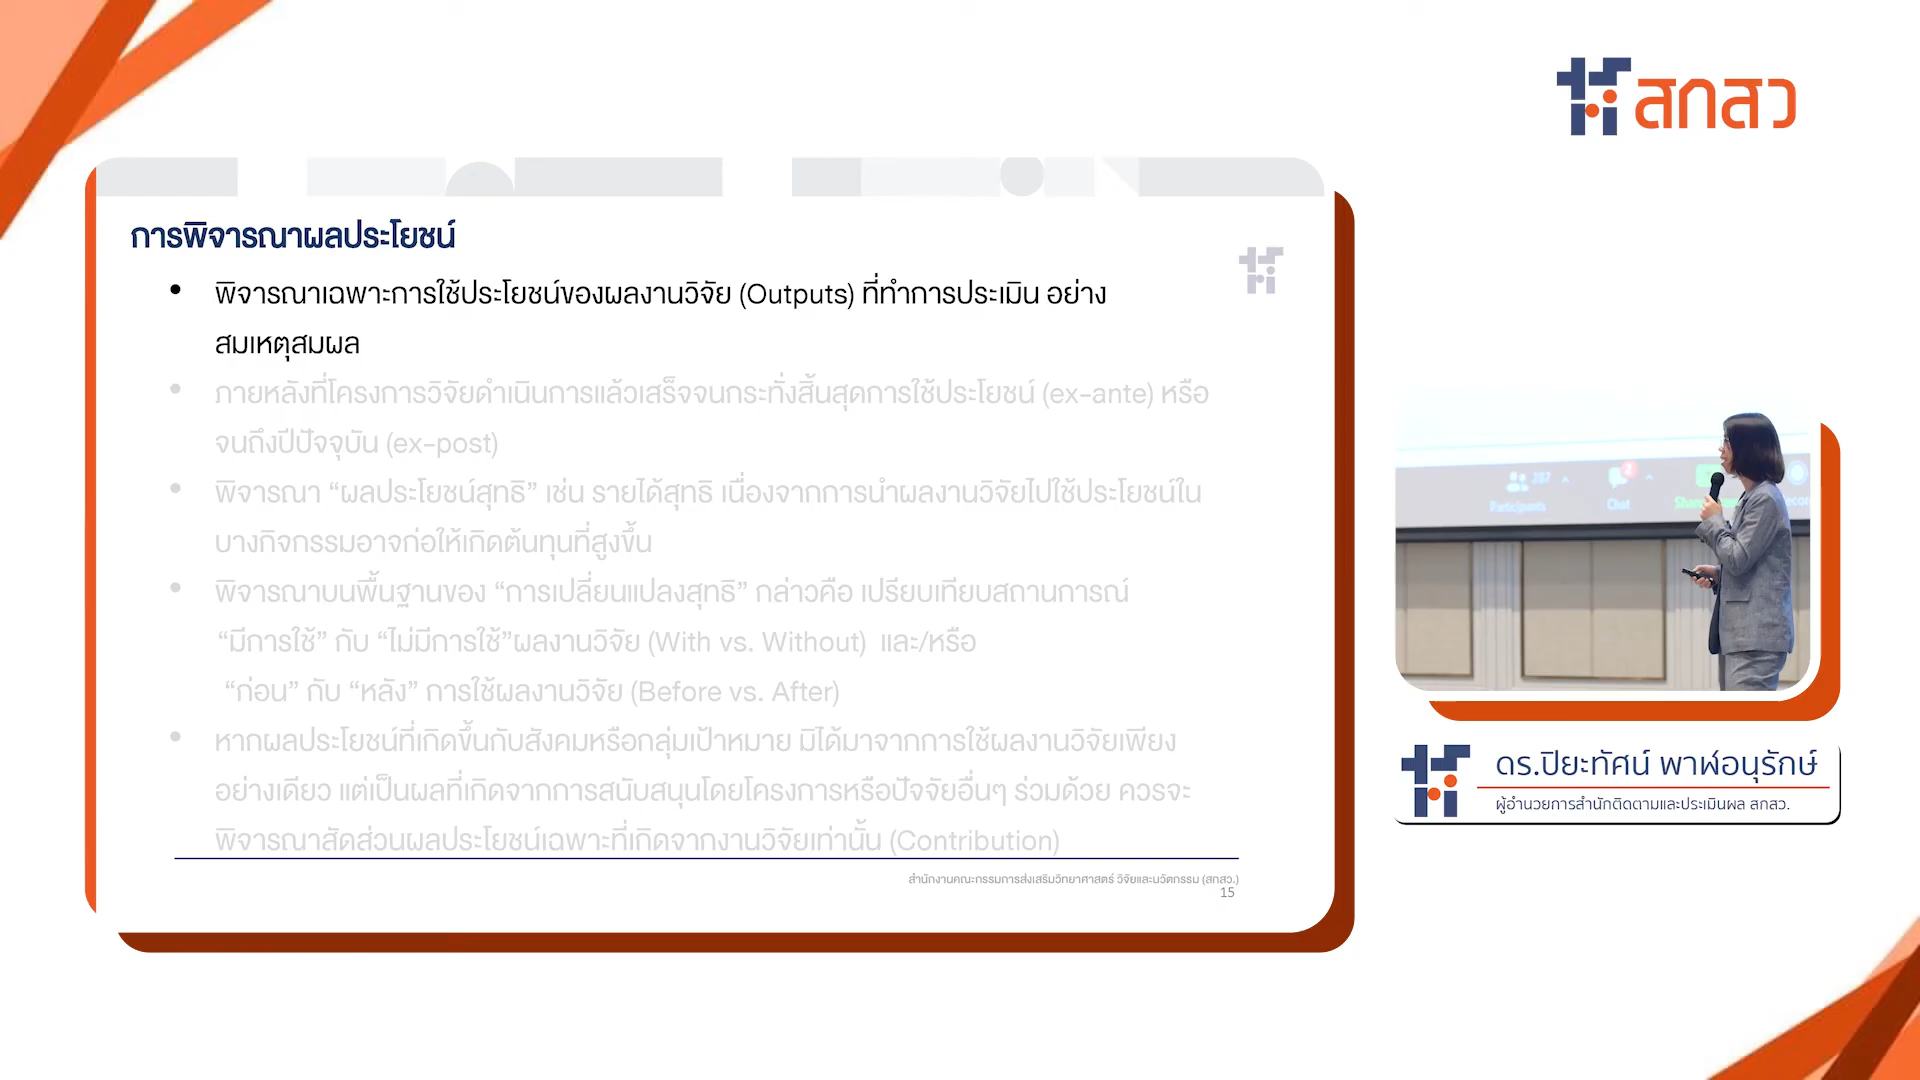 สกสว
การพิจารณาผลประโยชน์
• พิจารณาเฉพาะการใช้ประโยชน์ของผลงานวิจัย (Outputs) ที่ทำการประเมิน อย่าง
สมเหตุสมผล
• ภายหลังที่โครงการวิจัยดำเนินการแล้วเสร็จจนกระทั่งสิ้นสุดการใช้ประโยชน์ (ex-ante) หรือ
จนถึงปีปัจจุบัน (ex-post)
• พิจารณา “ผลประโยชน์สุทธิ” เช่น รายได้สุทธิ เนื่องจากการนำผลงานวิจัยไปใช้ประโยชน์ใน
บางกิจกรรมอาจก่อให้เกิดต้นทุนที่สูงขึ้น
• พิจารณาบนพื้นฐานของ “การเปลี่ยนแปลงสุทธิ” กล่าวคือ เปรียบเทียบสถานการณ์
“มีการใช้” กับ “ไม่มีการใช้”ผลงานวิจัย (With vs. Without) และ/หรือ
“ก่อน” กับ “หลัง” การใช้ผลงานวิจัย (Before vs. After)
• หากผลประโยชน์ที่เกิดขึ้นกับสังคมหรือกลุ่มเป้าหมาย มิได้มาจากการใช้ผลงานวิจัยเพียง
อย่างเดียว แต่เป็นผลที่เกิดจากการสนับสนุนโดยโครงการหรือปัจจัยอื่นๆ ร่วมด้วย ควรจะ
พิจารณาสัดส่วนผลประโยชน์เฉพาะที่เกิดจากงานวิจัยเท่านั้น (Contribution)
สำนักงานคณะกรรมการส่งเสริมวิทยาศาสตร์ วิจัยและนวัตกรรม (สกสว.)
15
Participants
Chat
2
ดร.ปิยะทัศน์ พาฬอนุรักษ์
ผู้อำนวยการสำนักติดตามและประเมินผล สกสว.